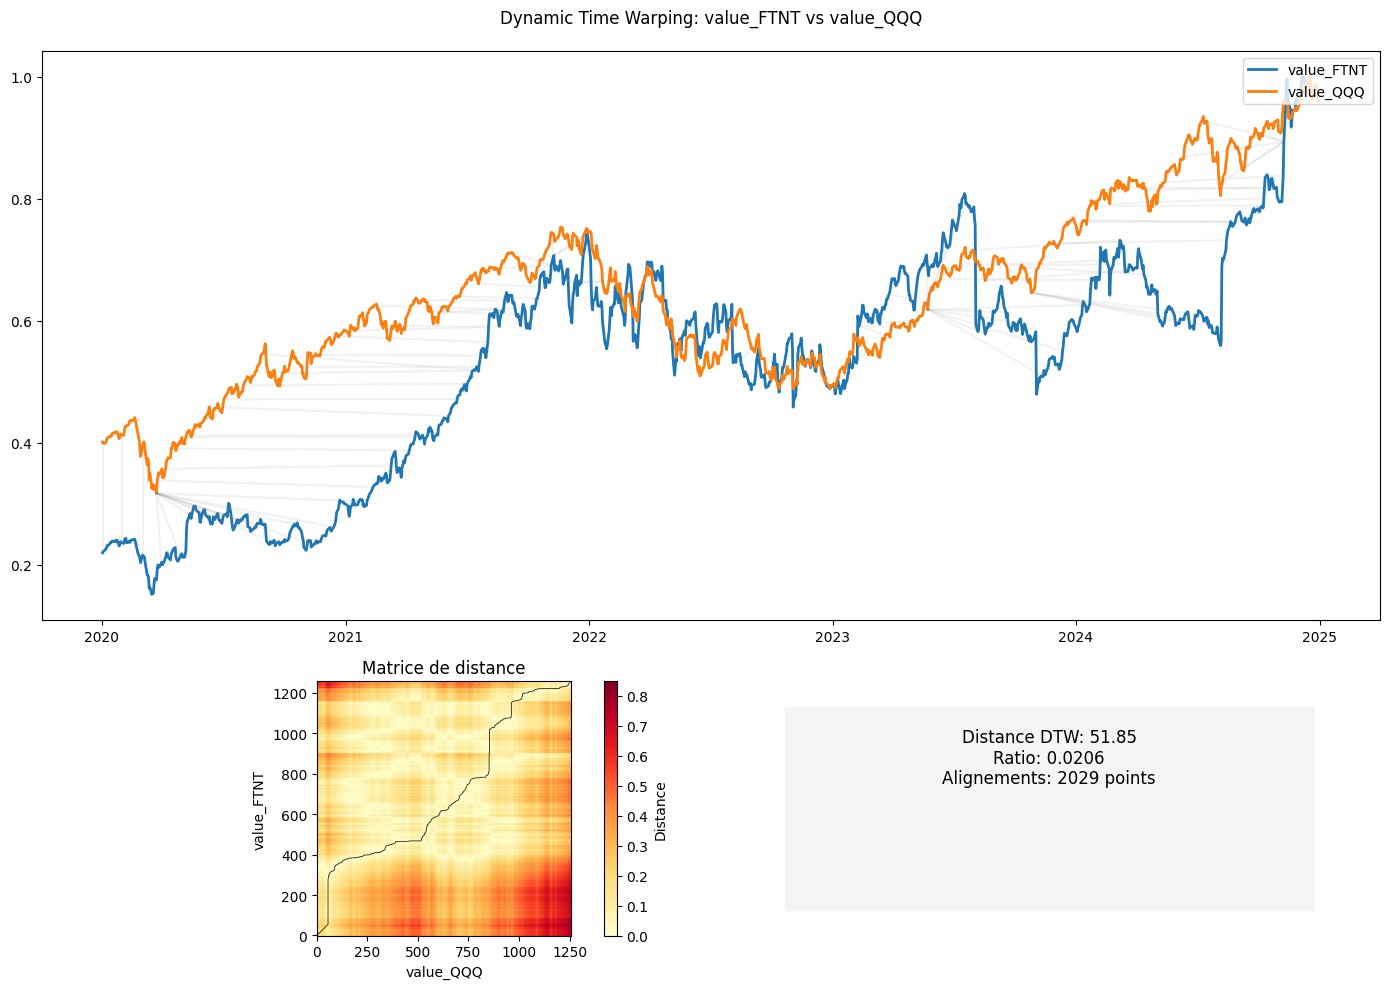 Dynamic Time Warping: value_FTNT vs value_QQQ
value_FTNT
value_QQQ
1.0
0.8
0.6
0.4
0.2
2020 2021 2022 2023 2024 2025
Matrice de distance
1200
1000
800
600
400
200
0
value_FTNT
0 250 500 750 1000 1250
value_QQQ
0.8
0.7
0.6
0.5
0.4
0.3
0.2
0.1
0.0
Distance
Distance DTW: 51.85
Ratio: 0.0206
Alignements: 2029 points